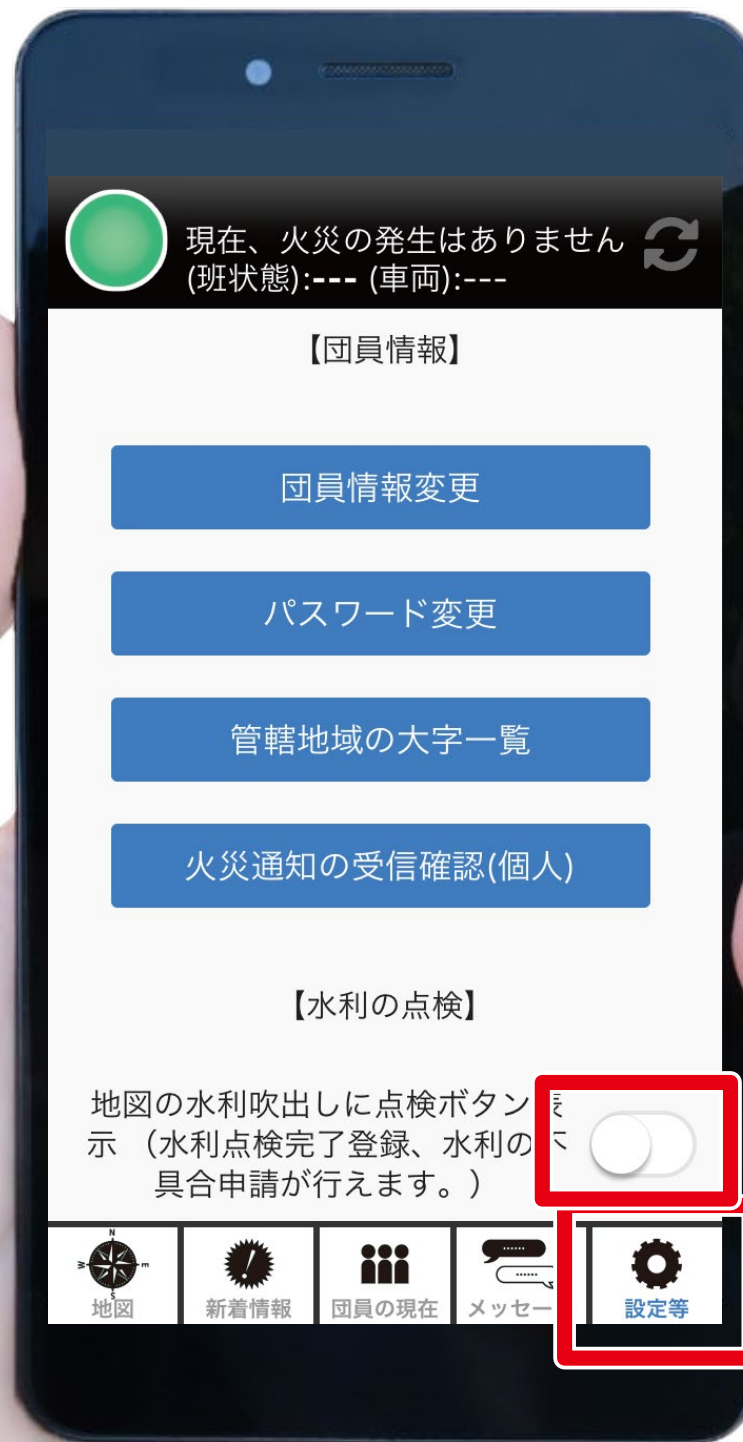 現在、火災の発生はありません
(班状態):--- (車両):---
【団員情報】
団員情報変更
パスワード変更
管轄地域の大字一覧
火災通知の受信確認(個人)
【水利の点検】
地図の水利吹出しに点検ボタン表
示 （水利点検完了登録、水利の不
具合申請が行えます。）
N
W E
S
地図
新着情報
団員の現在
メッセー
設定等